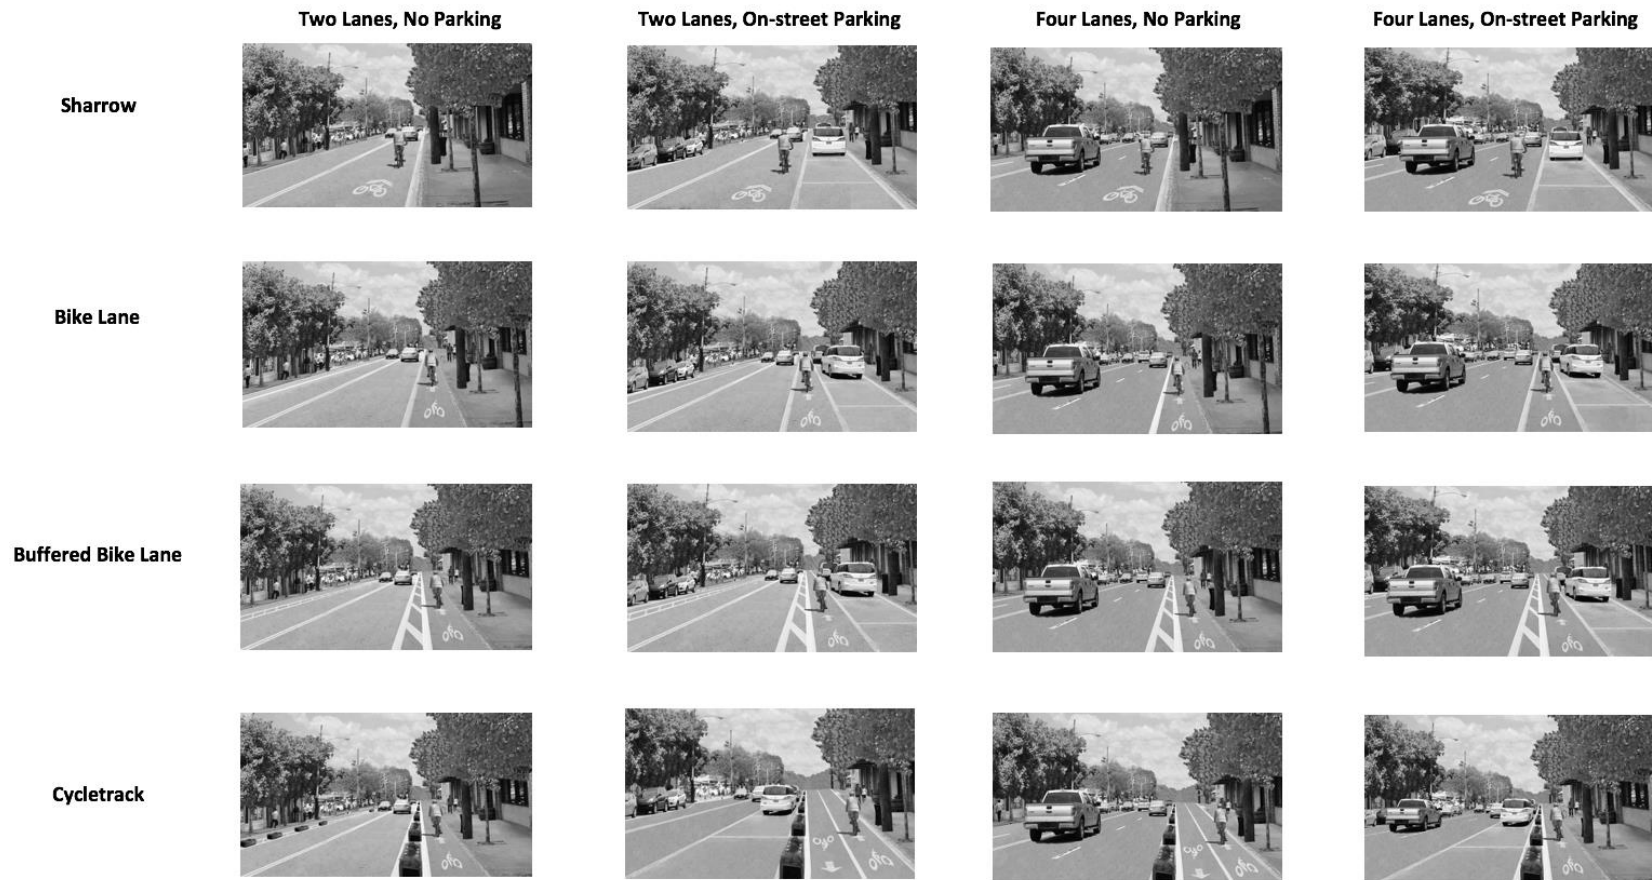 Two Lanes, No Parking
Two Lanes, On-street Parking
Four Lanes, No Parking
Four Lanes, On-street Parking
Sharrow
Bike Lane
Buffered Bike Lane
Cycletrack